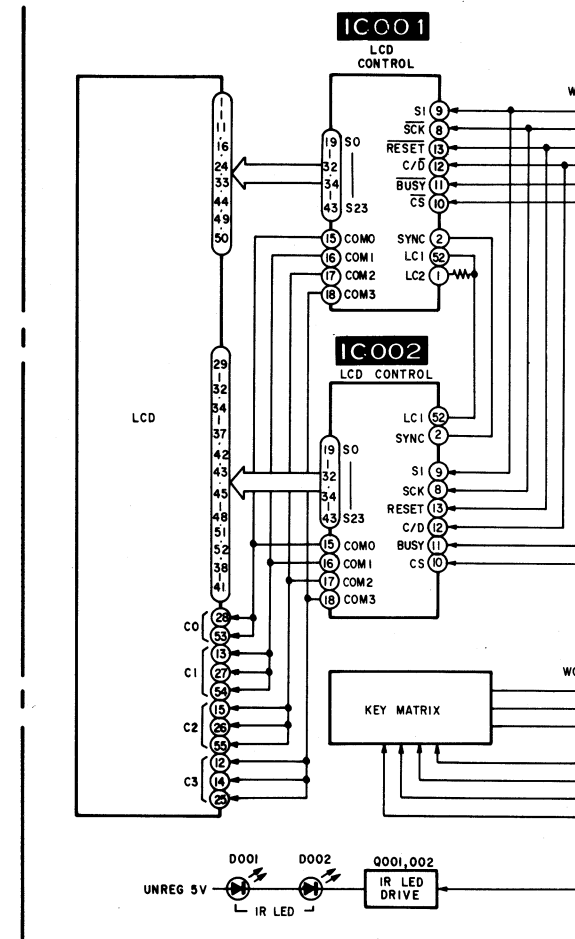 IC001
LCD
CONTROL
W
1
11
16
24
33
44
49
50
19 S0
32
34
43 S23
15 COM0
16 COM1
17 COM2
18 COM3
SI 9
SCK 8
RESET 13
C/D 12
BUSY 11
CS 10
SYNC 2
LC1 52
LC2 1
IC002
LCD CONTROL
LCD
29
32
34
37
42
43
45
48
51
52
38
41
19 S0
32
34
43 S23
15 COM0
16 COM1
17 COM2
18 COM3
LC1 52
SYNC 2
SI 9
SCK 8
RESET 13
C/D 12
BUSY 11
CS 10
C0
28
53
C1
13
27
54
C2
15
26
55
C3
12
14
25
KEY MATRIX
WO
D001
D002
Q001,002
UNREG 5V
IR LED
DRIVE
IR LED